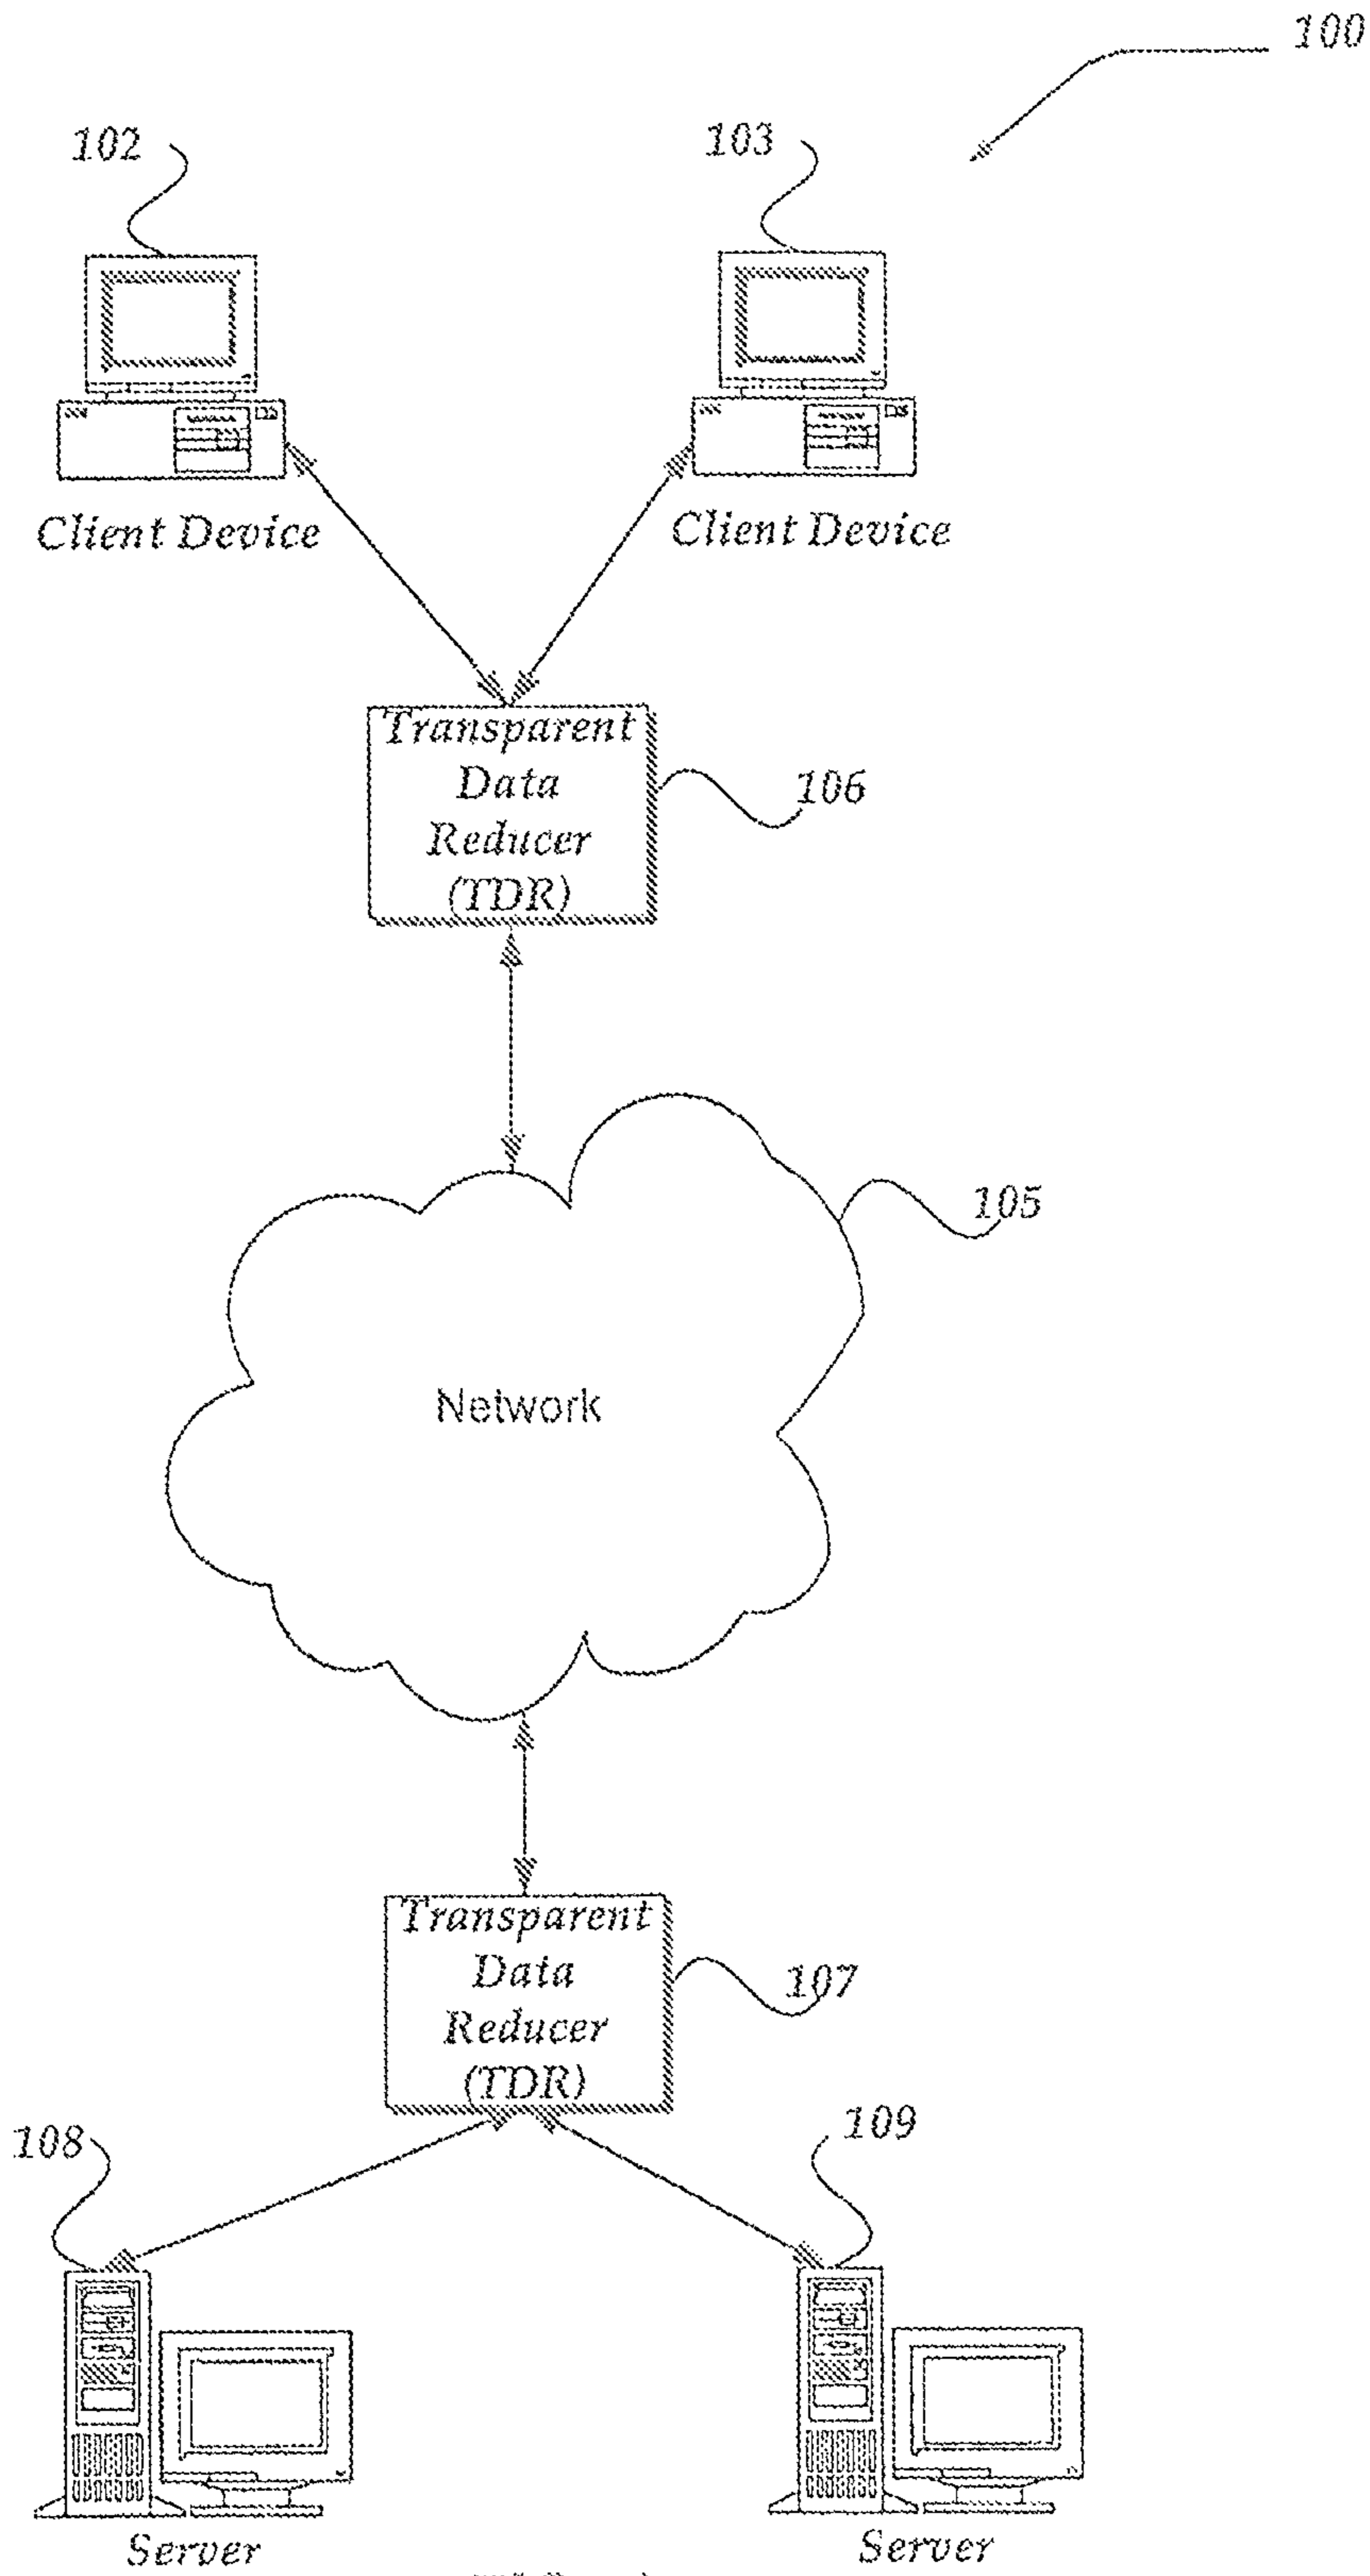 100
102
103
Client Device
Client Device
Transparent
Data
Reducer
(TDR)
106
105
Network
Transparent
Data
Reducer
(TDR)
107
108
109
Server
Server